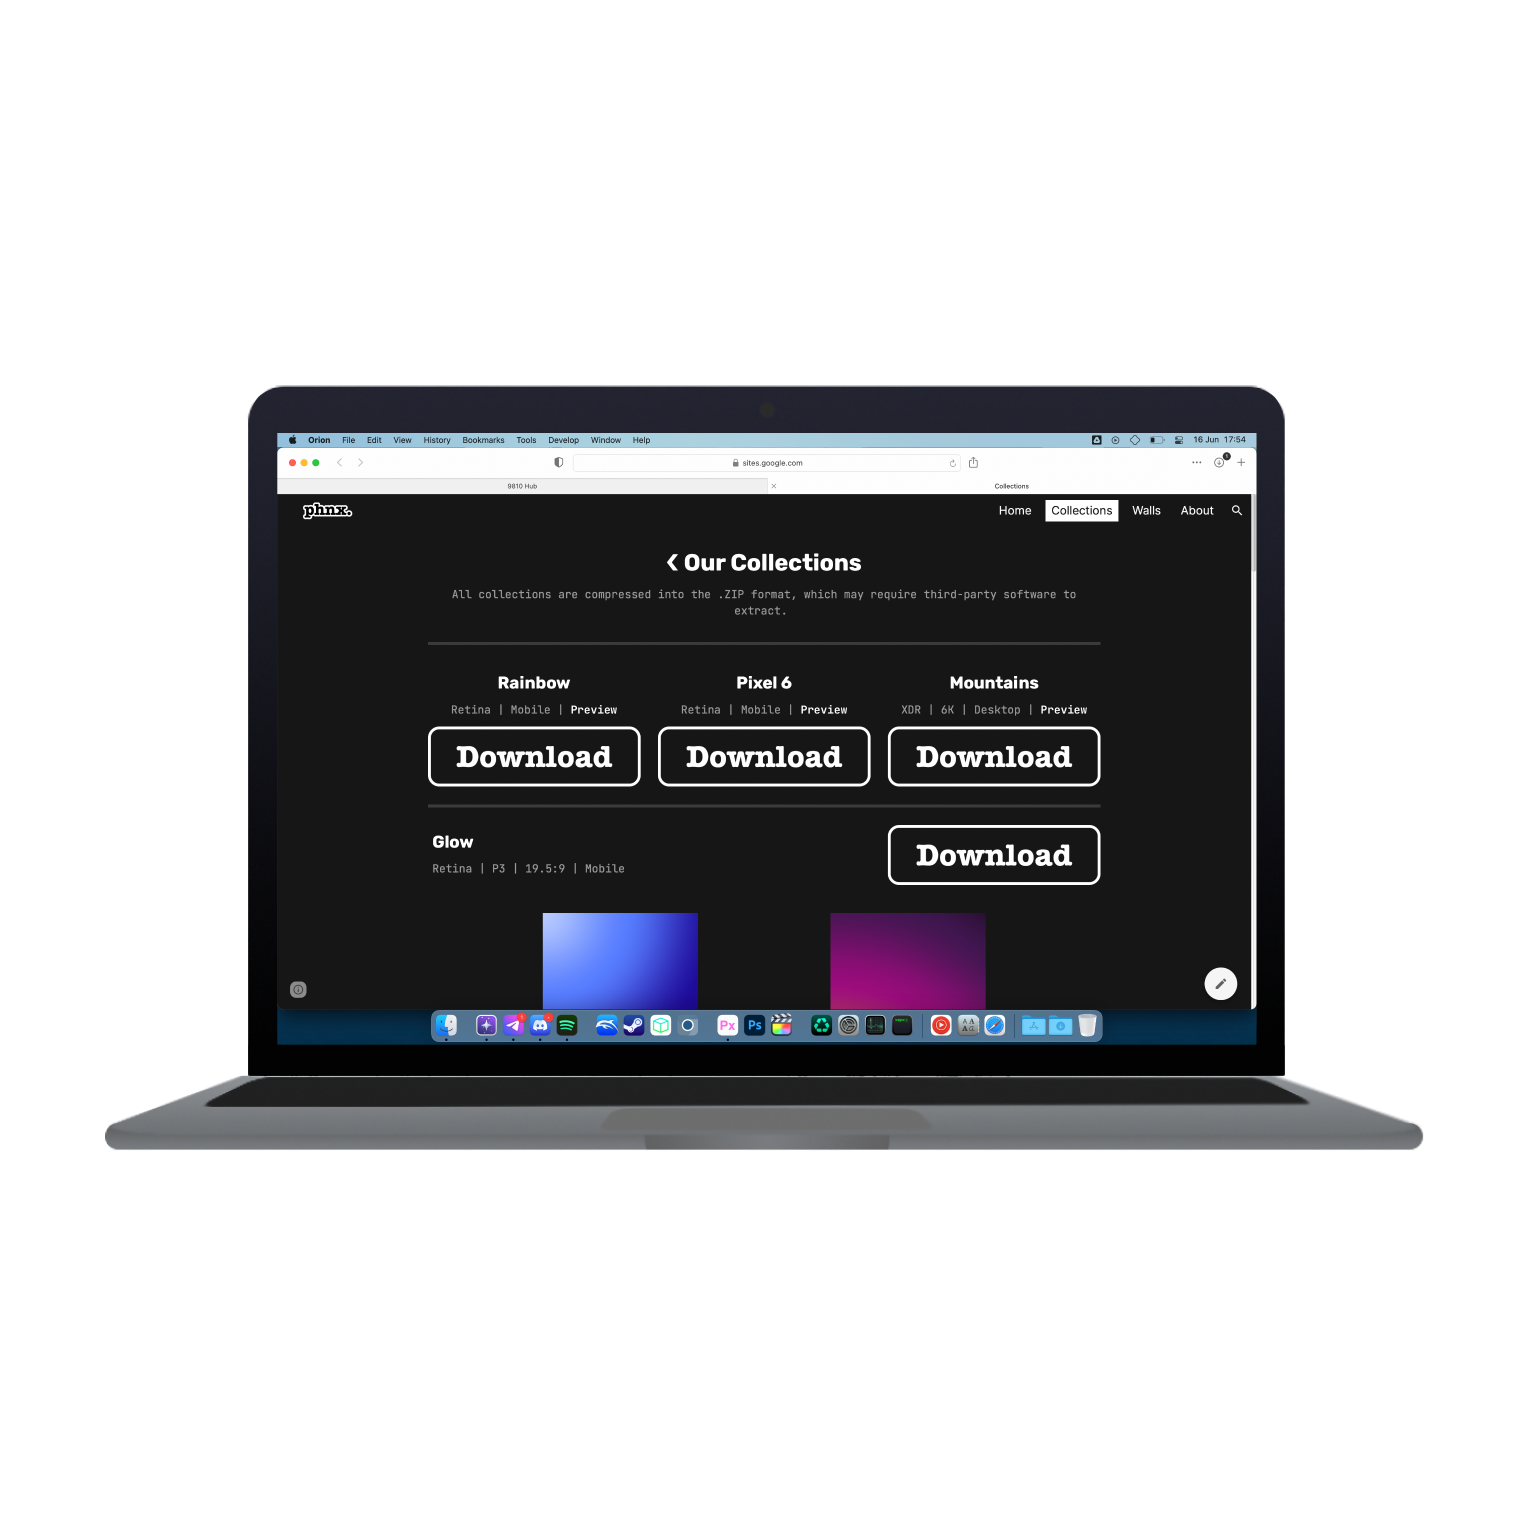 Orion File Edit View History Bookmarks Tools Develop Window Help 16 Jun 17:54
sites.google.com
9810 Hub Collections
phnx. Home Collections Walls About
Our Collections
All collections are compressed into the .ZIP format, which may require third-party software to
extract.
Rainbow Pixel 6 Mountains
Retina | Mobile | Preview Retina | Mobile | Preview XDR | 6K | Desktop | Preview
Download Download Download
Glow
Download
Retina | P3 | 19.5:9 | Mobile
Px Ps